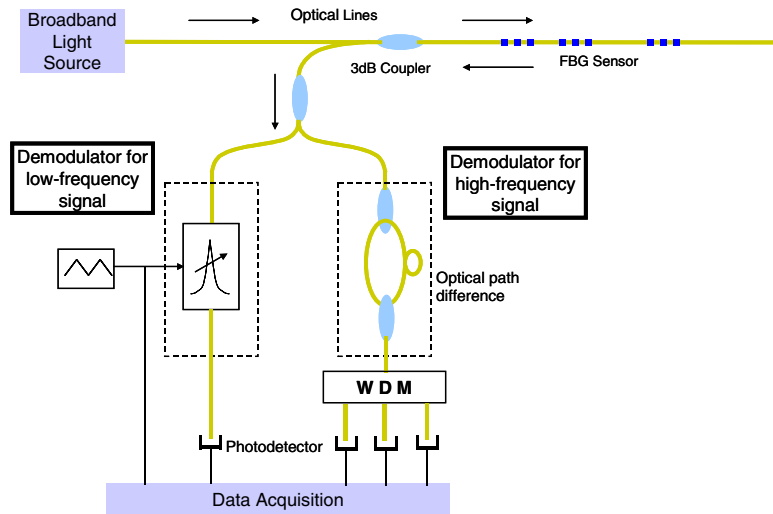 Broadband
Light
Source
Optical Lines
3dB Coupler
FBG Sensor
Demodulator for
low-frequency
signal
Demodulator for
high-frequency
signal
Optical path
difference
W D M
Photodetector
Data Acquisition